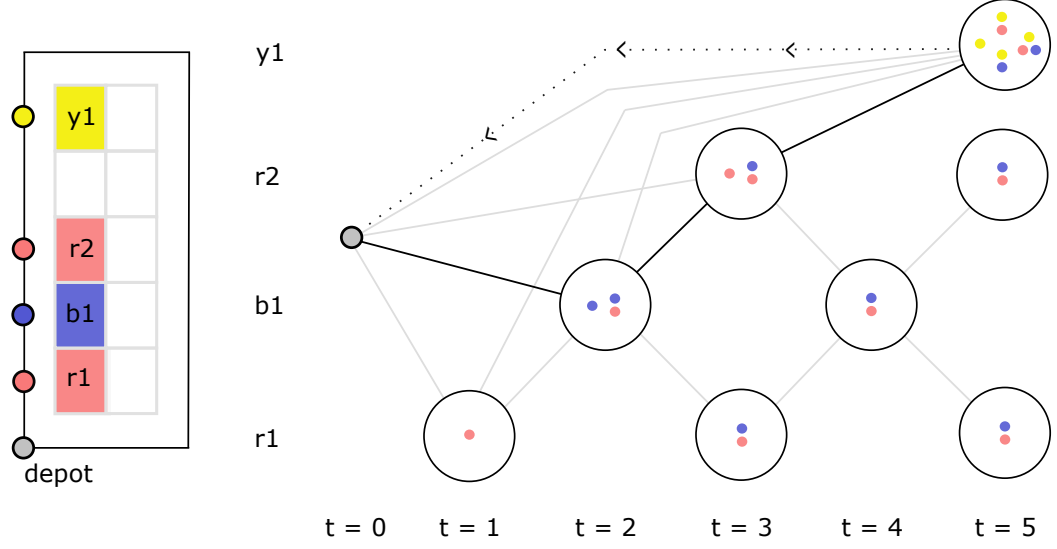 y1
r2
b1
r1
depot
y1
r2
b1
r1
t = 0
t = 1
t = 2
t = 3
t = 4
t = 5